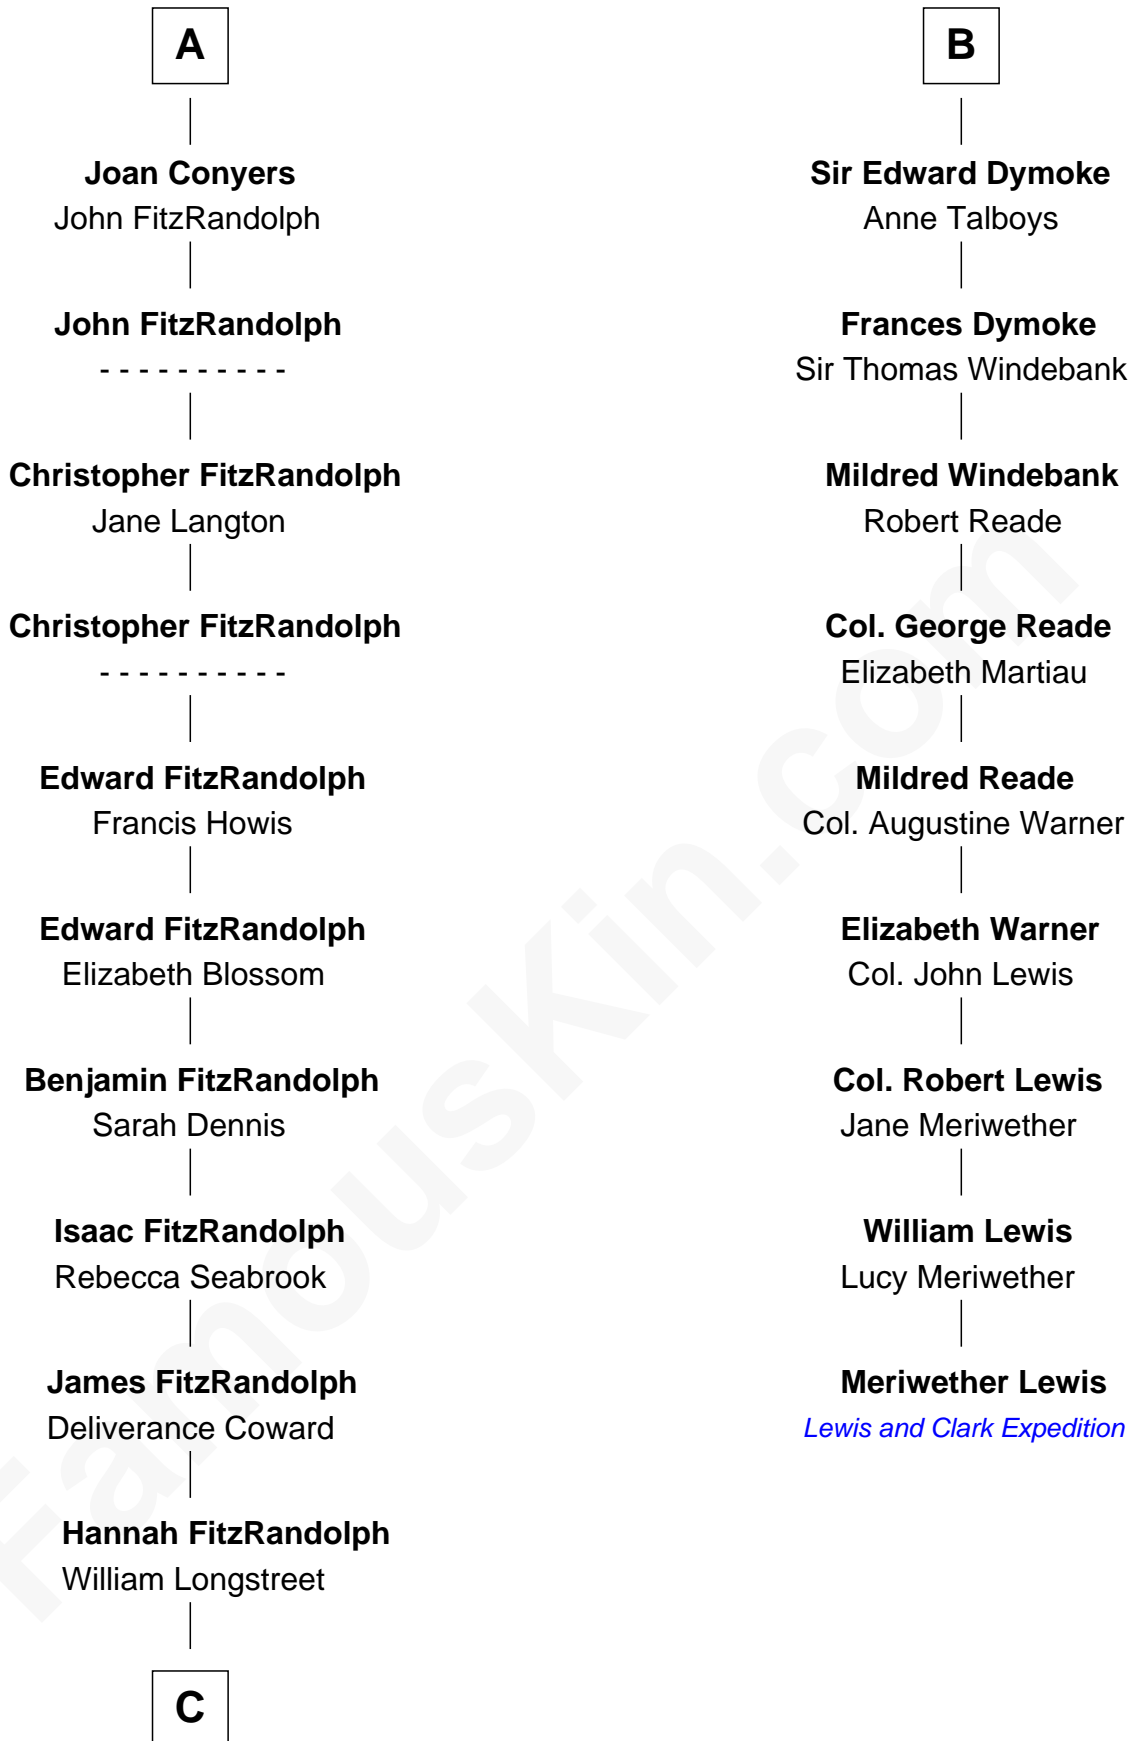 A
Joan Conyers
John FitzRandolph
John FitzRandolph
- - - - - - - - - -
Christopher FitzRandolph
Jane Langton
Christopher FitzRandolph
- - - - - - - - - -
Edward FitzRandolph
Francis Howis
Edward FitzRandolph
Elizabeth Blossom
Benjamin FitzRandolph
Sarah Dennis
Isaac FitzRandolph
Rebecca Seabrook
James FitzRandolph
Deliverance Coward
Hannah FitzRandolph
William Longstreet
C
B
Sir Edward Dymoke
Anne Talboys
Frances Dymoke
Sir Thomas Windebank
Mildred Windebank
Robert Reade
Col. George Reade
Elizabeth Martiau
Mildred Reade
Col. Augustine Warner
Elizabeth Warner
Col. John Lewis
Col. Robert Lewis
Jane Meriwether
William Lewis
Lucy Meriwether
Meriwether Lewis
Lewis and Clark Expedition
FamousKin.com